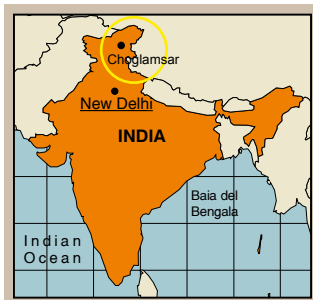 Choglamsar
New Delhi
INDIA
Baia del
Bengala
Indian
Ocean